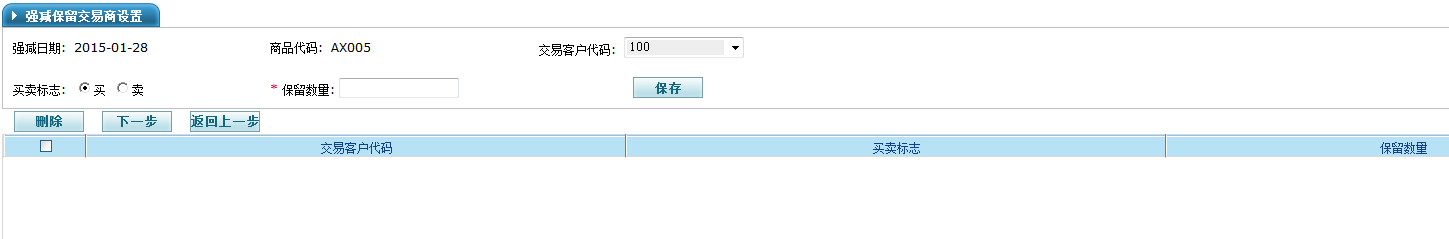 强减保留交易商设置
强减日期： 2015-01-28 商品代码： AX005 交易客户代码： 100
买卖标志： 买 卖 * 保留数量： 保存
删除 下一步 返回上一步
交易客户代码 买卖标志 保留数量